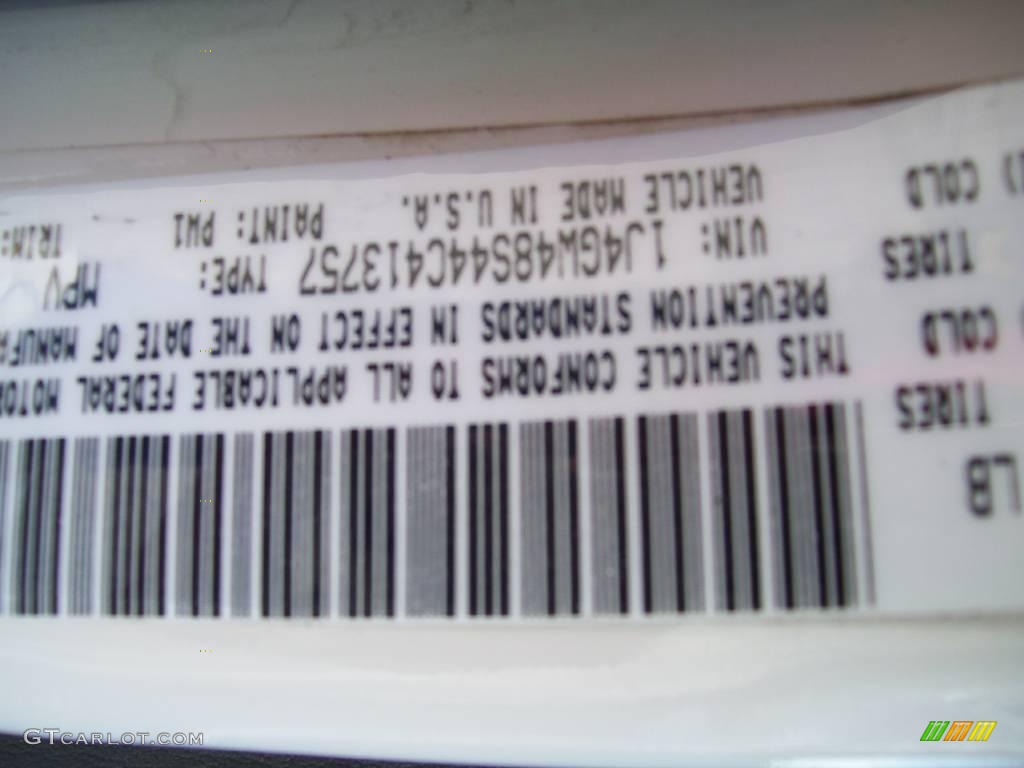 LB
TIRES
COLD
TIRES
COLD
THIS VEHICLE CONFORMS TO ALL APPLICABLE FEDERAL MOTOR
PREVENTION STANDARDS IN EFFECT ON THE DATE OF MANUFA
VIN: 1J4GW48S44C413757 TYPE: MPV
VEHICLE MADE IN U.S.A. PAINT: PW1 TRIM:
GTCARLOT.COM